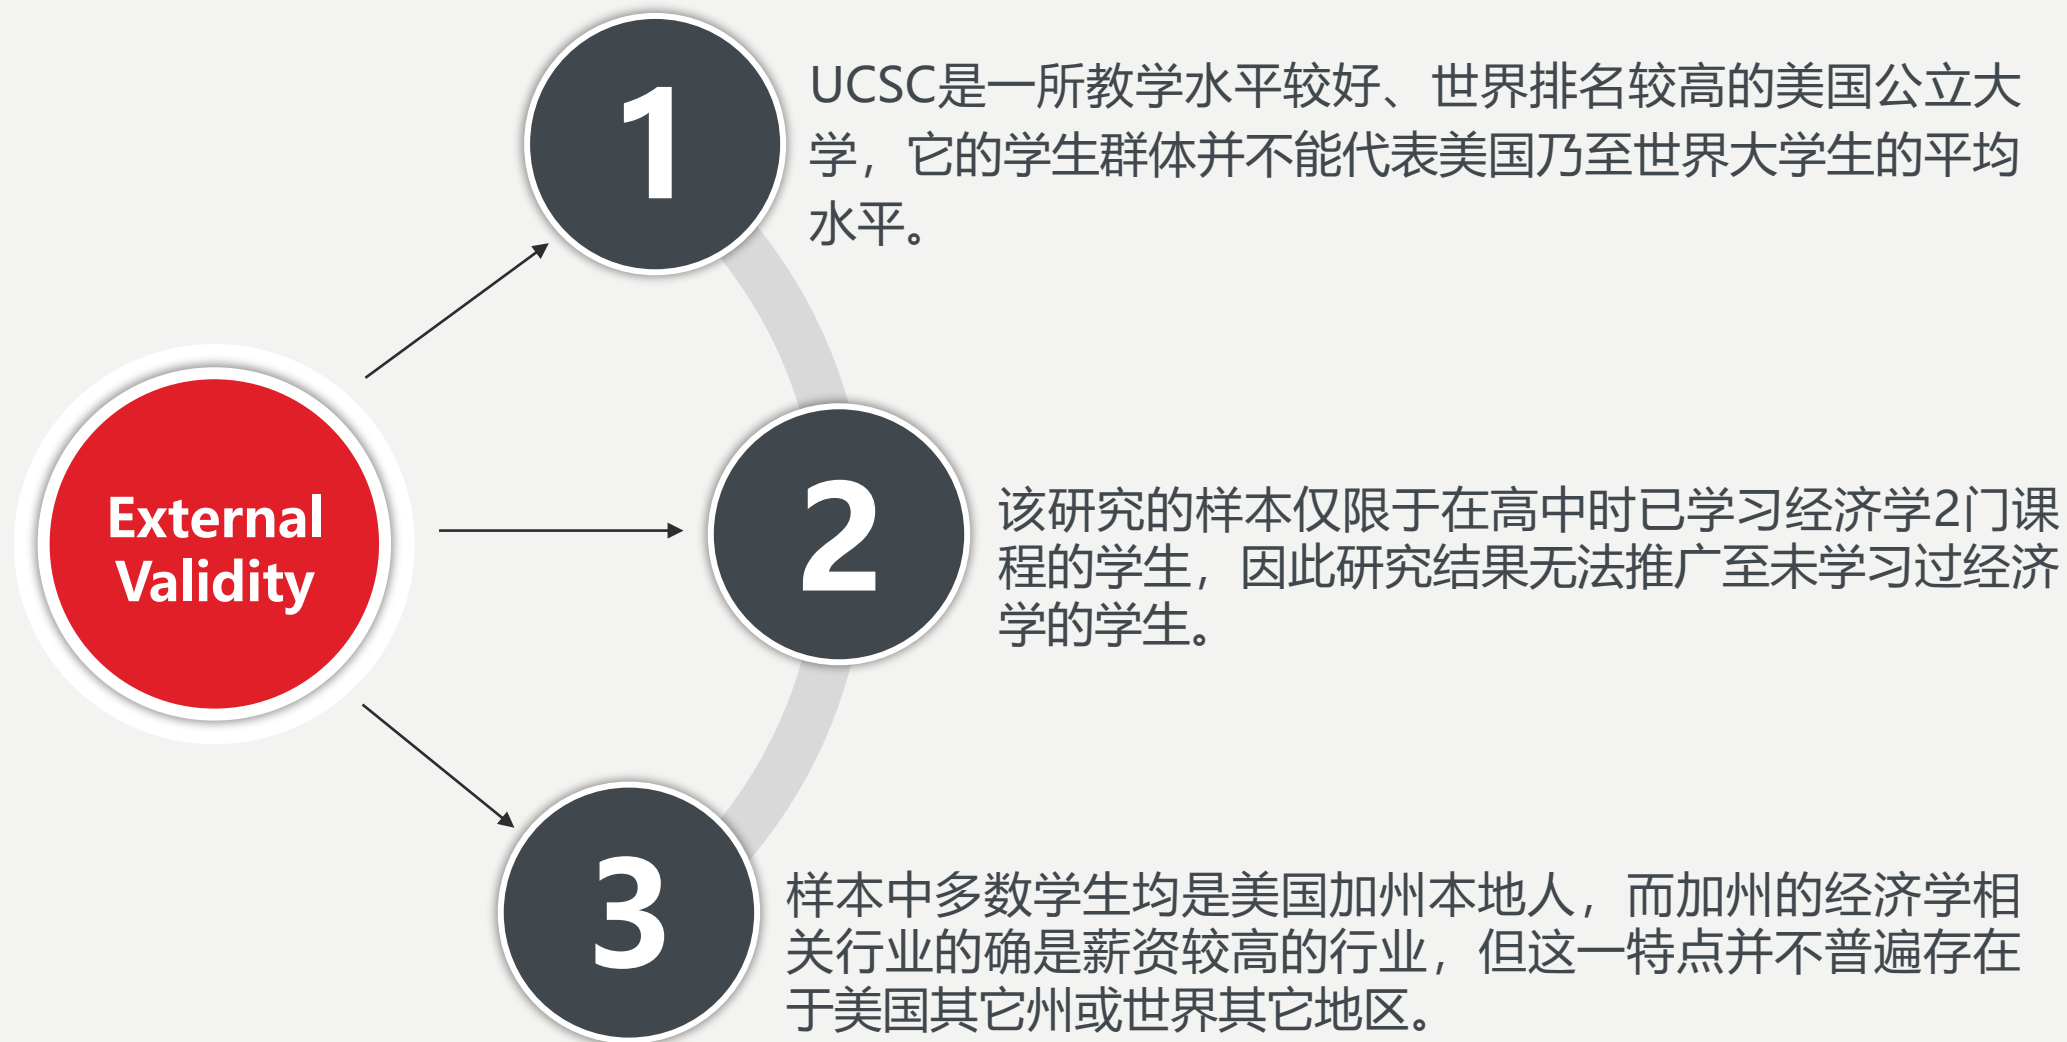 1
UCSC是一所教学水平较好、世界排名较高的美国公立大
学，它的学生群体并不能代表美国乃至世界大学生的平均
水平。
External
Validity
2
该研究的样本仅限于在高中时已学习经济学2门课
程的学生，因此研究结果无法推广至未学习过经济
学的学生。
3
样本中多数学生均是美国加州本地人，而加州的经济学相
关行业的确是薪资较高的行业，但这一特点并不普遍存在
于美国其它州或世界其它地区。